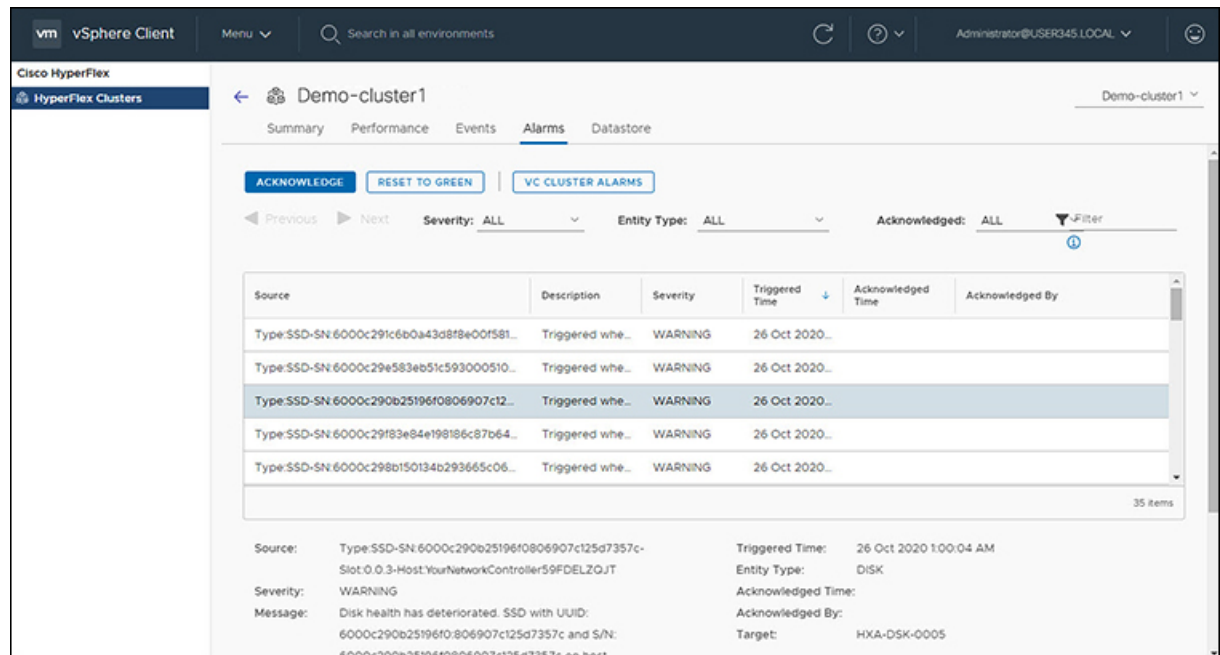 vm vSphere Client Menu Search in all environments Administrator@USER345.LOCAL
Cisco HyperFlex
HyperFlex Clusters
Demo-cluster1 Demo-cluster1
Summary Performance Events Alarms Datastore
ACKNOWLEDGE RESET TO GREEN VC CLUSTER ALARMS
Previous Next Severity: ALL Entity Type: ALL Acknowledged: ALL Filter
Source Description Severity Triggered Time Acknowledged Time Acknowledged By
Type:SSD-SN:6000c291c6b0a43d8f8e00f581... Triggered whe... WARNING 26 Oct 2020...
Type:SSD-SN:6000c29e583eb51c593000510... Triggered whe... WARNING 26 Oct 2020...
Type:SSD-SN:6000c290b25196f0806907c12... Triggered whe... WARNING 26 Oct 2020...
Type:SSD-SN:6000c29f83e84e198186c87b64... Triggered whe... WARNING 26 Oct 2020...
Type:SSD-SN:6000c298b150134b293665c06... Triggered whe... WARNING 26 Oct 2020...
35 items
Source: Type:SSD-SN:6000c290b25196f0806907c125d7357c-
Slot:0.0.3-Host:YourNetworkController59FDELZQJT
Severity: WARNING
Message: Disk health has deteriorated. SSD with UUID:
6000c290b25196f0:806907c125d7357c and S/N:
6000c290b25196f0806907c125d7357c on host
Triggered Time: 26 Oct 2020 1:00:04 AM
Entity Type: DISK
Acknowledged Time:
Acknowledged By:
Target: HXA-DSK-0005